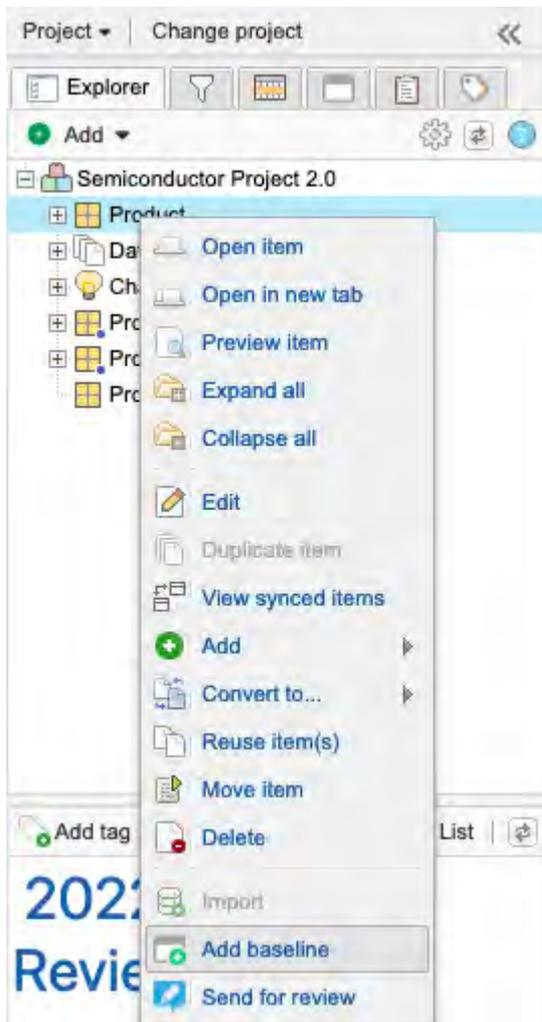 Project
Change project
Explorer
Add
Semiconductor Project 2.0
Product
Da
Ch
Pro
Pro
Pro
Open item
Open in new tab
Preview item
Expand all
Collapse all
Edit
Duplicate item
View synced items
Add
Convert to...
Reuse item(s)
Move item
Delete
Import
Add baseline
Send for review
Add tag
List
2022
Revie